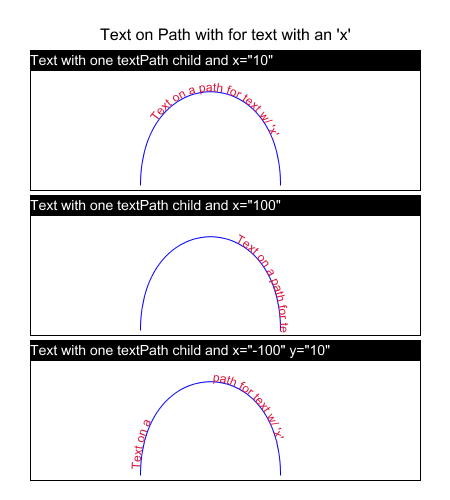 Text on Path with for text with an 'x'
Text with one textPath child and x="10"
Text on a path for text w/ 'x'
Text with one textPath child and x="100"
Text on a path for te
Text with one textPath child and x="-100" y="10"
Text on a path for text w/ 'x'